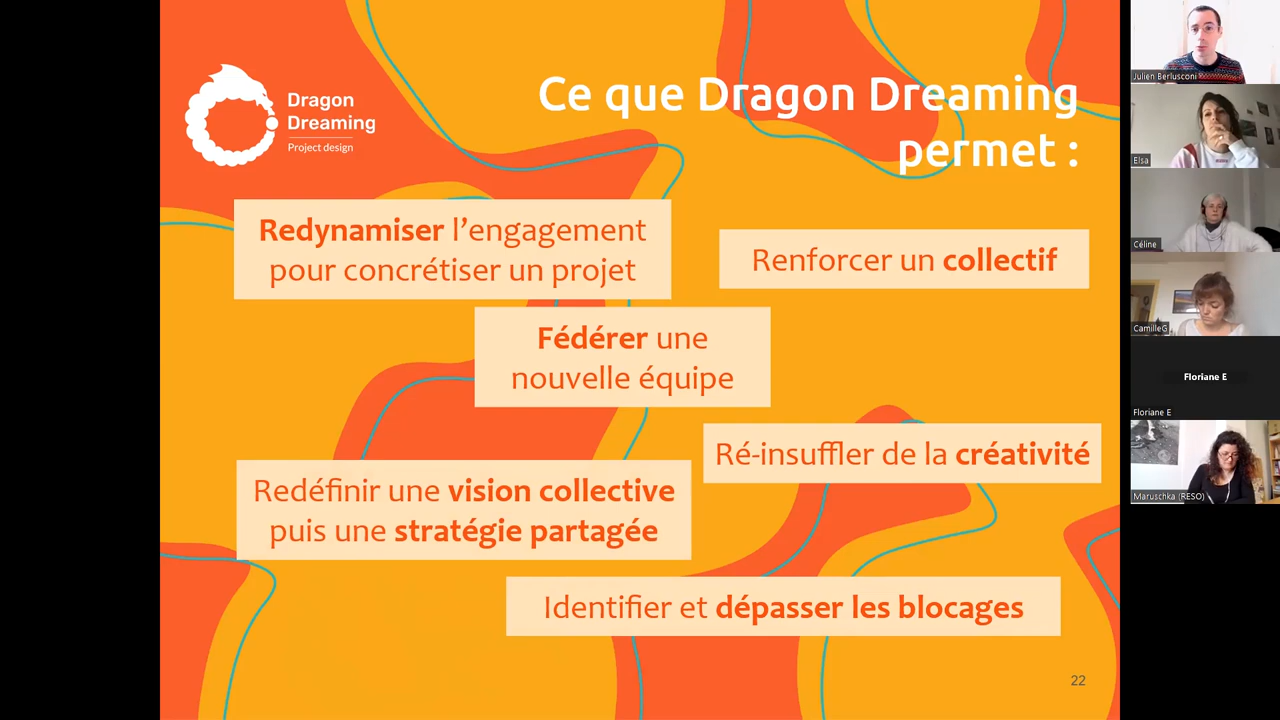 Dragon
Dreaming
Project design
Ce que Dragon Dreaming
permet :
Redynamiser l’engagement
pour concrétiser un projet
Renforcer un collectif
Fédérer une
nouvelle équipe
Ré-insuffler de la créativité
Redéfinir une vision collective
puis une stratégie partagée
Identifier et dépasser les blocages
22
Julien Berlusconi
Elsa
Céline
CamilleG
Floriane E
Floriane E
Maruschka (RESO)